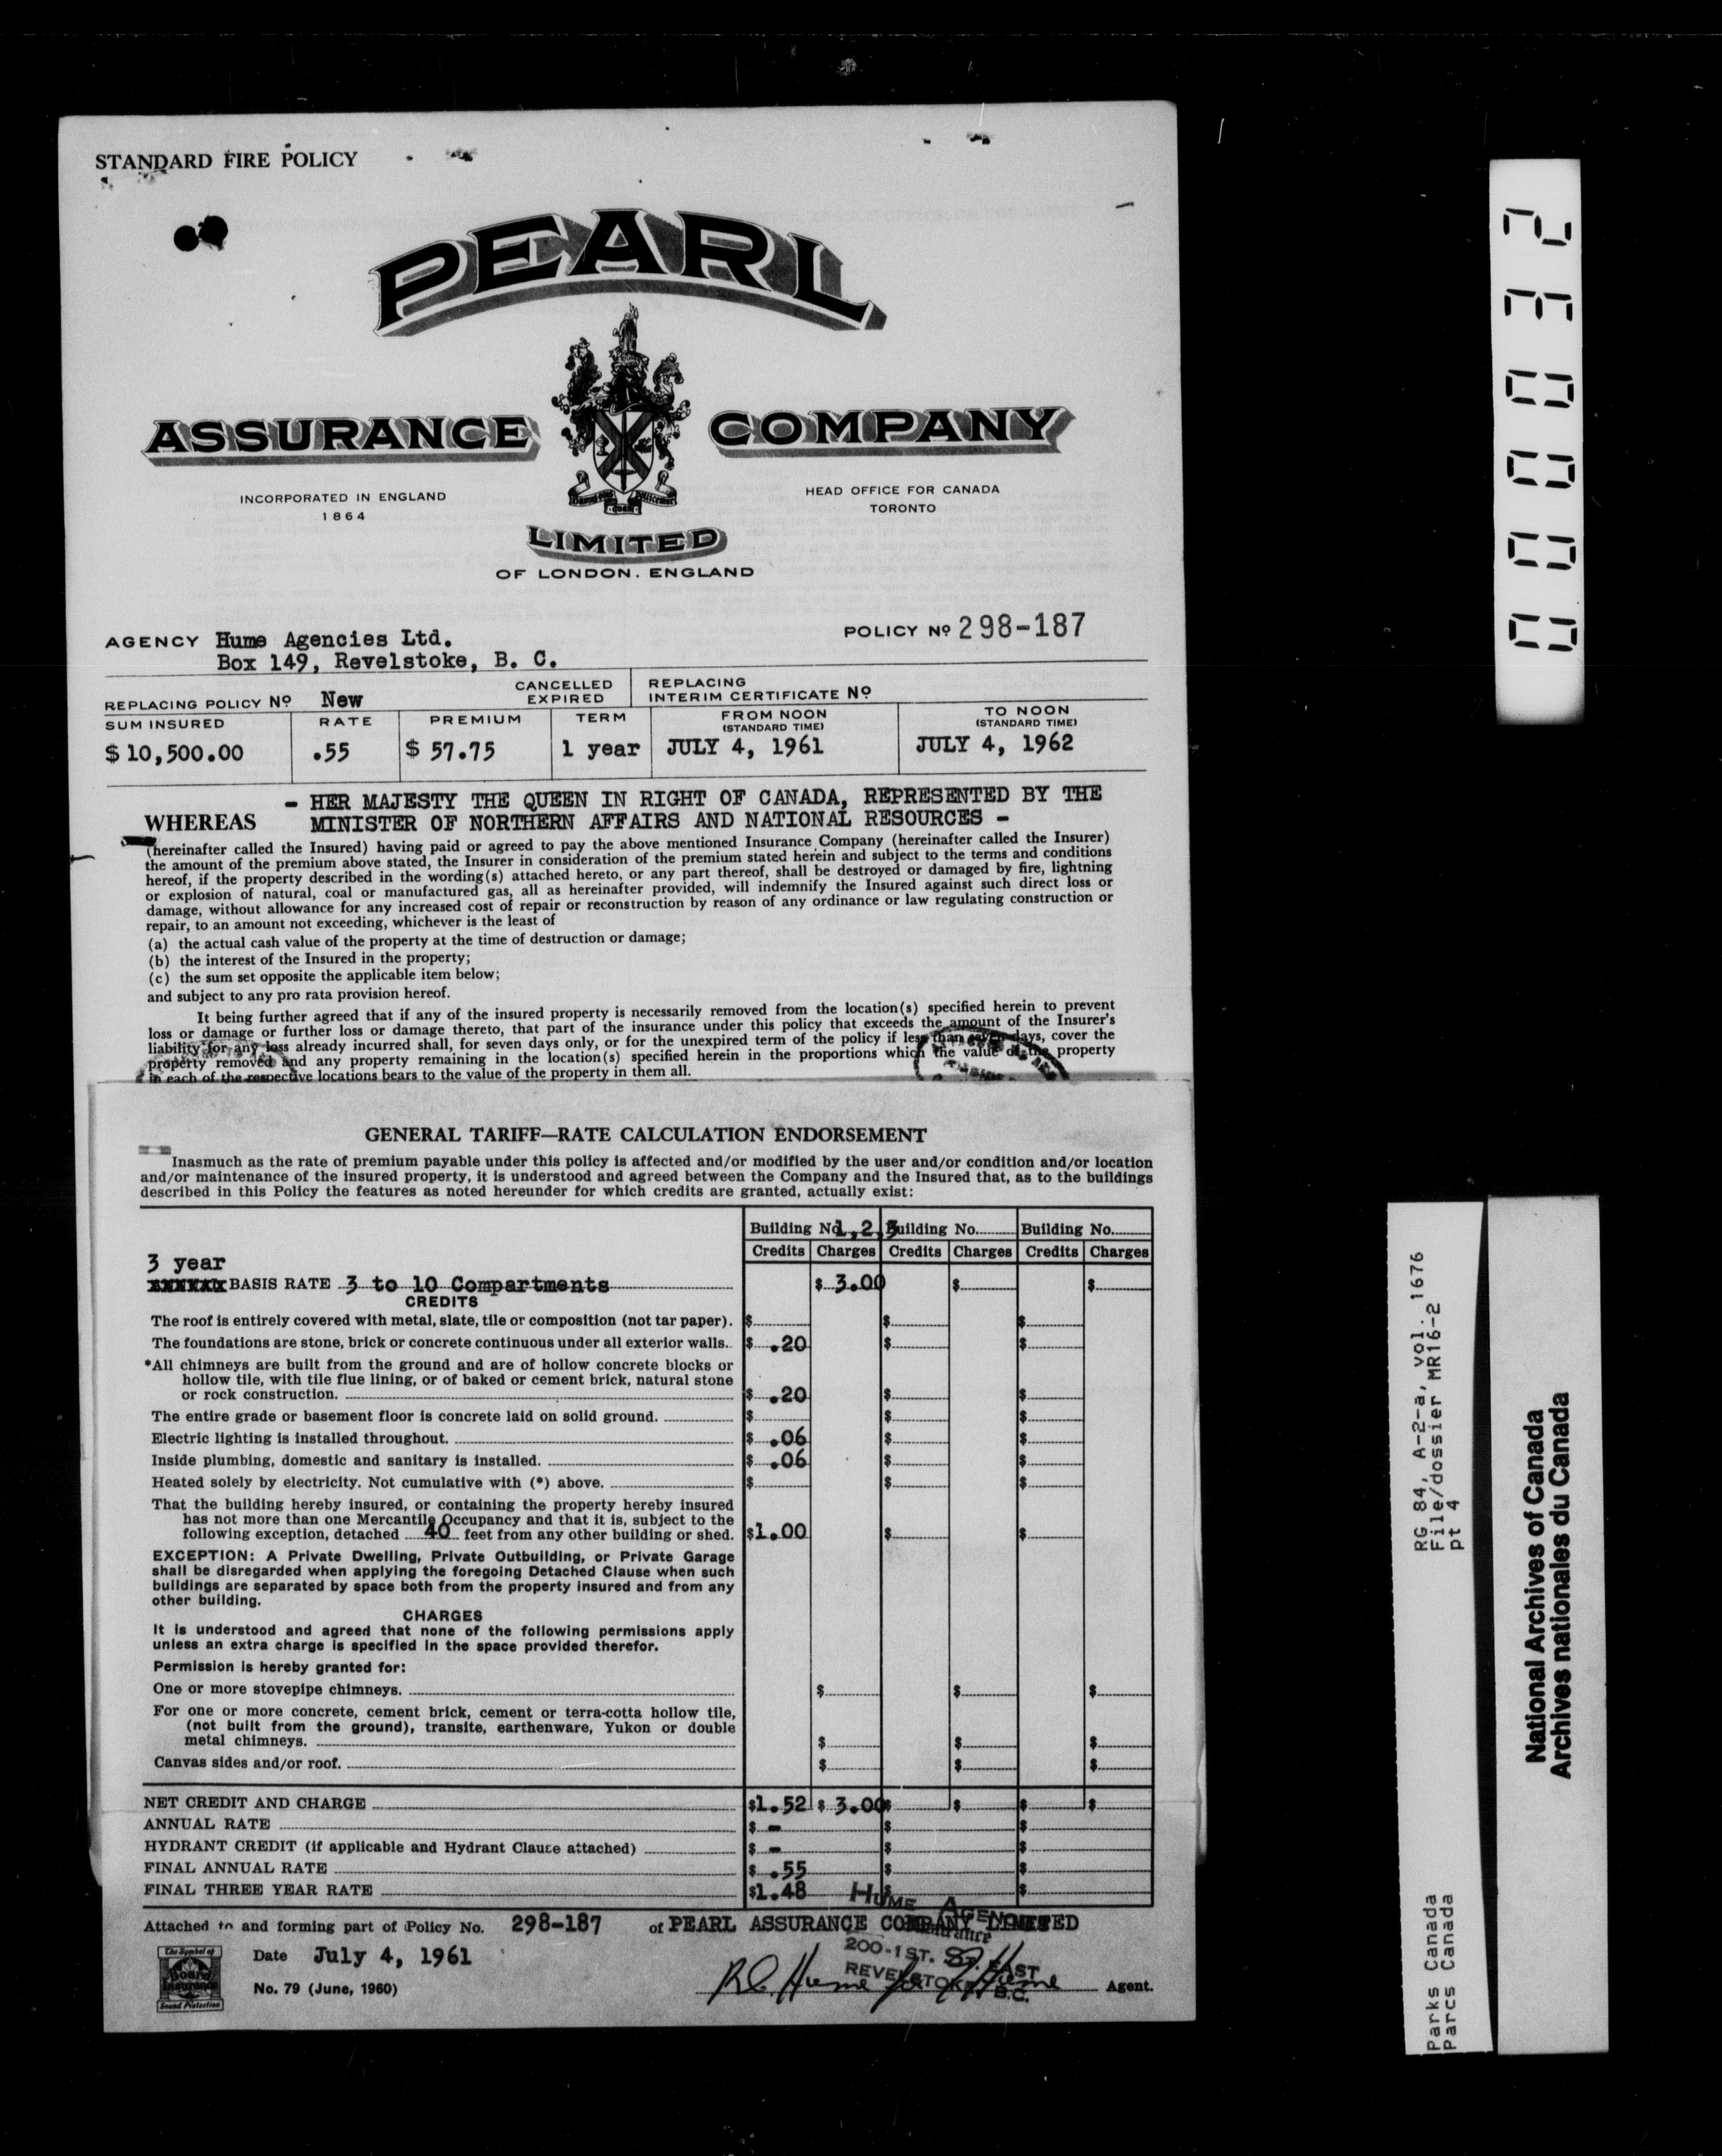 STANDARD FIRE POLICY
PEARL
ASSURANCE COMPANY
INCORPORATED IN ENGLAND
1864
HEAD OFFICE FOR CANADA
TORONTO
LIMITED
OF LONDON. ENGLAND
AGENCY Hume Agencies Ltd.
Box 149, Revelstoke, B. C.
POLICY No 298-187
REPLACING POLICY No New
CANCELLED
EXPIRED
REPLACING
INTERIM CERTIFICATE No
SUM INSURED RATE PREMIUM TERM FROM NOON (STANDARD TIME) TO NOON (STANDARD TIME)
$ 10,500.00 .55 $ 57.75 1 year JULY 4, 1961 JULY 4, 1962
- HER MAJESTY THE QUEEN IN RIGHT OF CANADA, REPRESENTED BY THE
WHEREAS MINISTER OF NORTHERN AFFAIRS AND NATIONAL RESOURCES -
(hereinafter called the Insured) having paid or agreed to pay the above mentioned Insurance Company (hereinafter called the Insurer)
the amount of the premium above stated, the Insurer in consideration of the premium stated herein and subject to the terms and conditions
hereof, if the property described in the wording(s) attached hereto, or any part thereof, shall be destroyed or damaged by fire, lightning
or explosion of natural, coal or manufactured gas, all as hereinafter provided, will indemnify the Insured against such direct loss or
damage, without allowance for any increased cost of repair or reconstruction by reason of any ordinance or law regulating construction or
repair, to an amount not exceeding, whichever is the least of
(a) the actual cash value of the property at the time of destruction or damage;
(b) the interest of the Insured in the property;
(c) the sum set opposite the applicable item below;
and subject to any pro rata provision hereof.
It being further agreed that if any of the insured property is necessarily removed from the location(s) specified herein to prevent
loss or damage or further loss or damage thereto, that part of the insurance under this policy that exceeds the amount of the Insurer's
liability for any loss already incurred shall, for seven days only, or for the unexpired term of the policy if less than seven days, cover the
property removed and any property remaining in the location(s) specified herein in the proportions which the value of the property
in each of the respective locations bears to the value of the property in them all.
GENERAL TARIFF—RATE CALCULATION ENDORSEMENT
Inasmuch as the rate of premium payable under this policy is affected and/or modified by the user and/or condition and/or location
and/or maintenance of the insured property, it is understood and agreed between the Company and the Insured that, as to the buildings
described in this Policy the features as noted hereunder for which credits are granted, actually exist:
Building No. 1,2,3 Building No. Building No.
Credits Charges Credits Charges Credits Charges
3 year
BASIS RATE 3 to 10 Compartments $ 3.00 $ $
CREDITS
The roof is entirely covered with metal, slate, tile or composition (not tar paper). $ $ $
The foundations are stone, brick or concrete continuous under all exterior walls. $ .20 $ $
*All chimneys are built from the ground and are of hollow concrete blocks or
hollow tile, with tile flue lining, or of baked or cement brick, natural stone
or rock construction. $ .20 $ $
The entire grade or basement floor is concrete laid on solid ground. $ $ $
Electric lighting is installed throughout. $ .06 $ $
Inside plumbing, domestic and sanitary is installed. $ .06 $ $
Heated solely by electricity. Not cumulative with (*) above. $ $ $
That the building hereby insured, or containing the property hereby insured
has not more than one Mercantile Occupancy and that it is, subject to the
following exception, detached 40 feet from any other building or shed. $1.00 $ $
EXCEPTION: A Private Dwelling, Private Outbuilding, or Private Garage
shall be disregarded when applying the foregoing Detached Clause when such
buildings are separated by space both from the property insured and from any
other building.
CHARGES
It is understood and agreed that none of the following permissions apply
unless an extra charge is specified in the space provided therefor.
Permission is hereby granted for:
One or more stovepipe chimneys. $ $ $
For one or more concrete, cement brick, cement or terra-cotta hollow tile,
(not built from the ground), transite, earthenware, Yukon or double
metal chimneys. $ $ $
Canvas sides and/or roof. $ $ $
NET CREDIT AND CHARGE $1.52 $ 3.00 $ $ $ $
ANNUAL RATE $ - $ $
HYDRANT CREDIT (if applicable and Hydrant Clause attached) $ - $ $
FINAL ANNUAL RATE $ .55 $ $
FINAL THREE YEAR RATE $1.48 $ $
Attached to and forming part of Policy No. 298-187 of PEARL ASSURANCE COMPANY LIMITED
HUME AGENCIES
Insurance
200-1ST. ST. EAST
REVELSTOKE, B.C.
Date July 4, 1961
No. 79 (June, 1960)
R.C. Hume for Hume Agent.
The Symbol of
Board
Insurance
Sound Protection
00032
RG 84, A-2-a, vol. 1676
File/dossier MR16-2
pt 4
Parks Canada
Parcs Canada
National Archives of Canada
Archives nationales du Canada